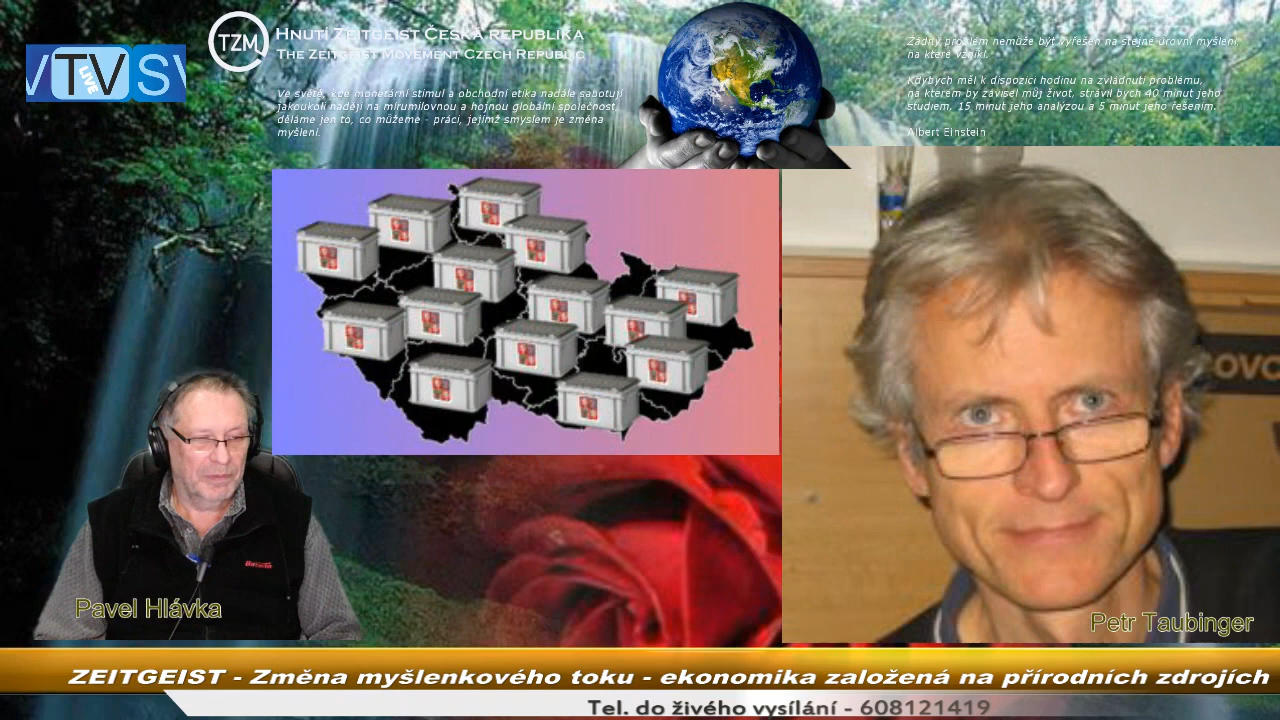 TZM
HNUTÍ ZEITGEIST ČESKÁ REPUBLIKA
THE ZEITGEIST MOVEMENT CZECH REPUBLIC
V TV SV
LIVE
Ve světě, kde monetární stimul a obchodní etika nadále sabotují
jakoukoli naději na mírumilovnou a hojnou globální společnost,
děláme jen to, co můžeme - práci, jejímž smyslem je změna
myšlení.
Žádný problém nemůže být vyřešen na stejné úrovni myšlení,
na které vznikl.
Kdybych měl k dispozici hodinu na zvládnutí problému,
na kterém by závisel můj život, strávil bych 40 minut jeho
studiem, 15 minut jeho analýzou a 5 minut jeho řešením.
Albert Einstein
Pavel Hlávka
Petr Taubinger
ZEITGEIST - Změna myšlenkového toku - ekonomika založená na přírodních zdrojích
Tel. do živého vysílání - 608121419